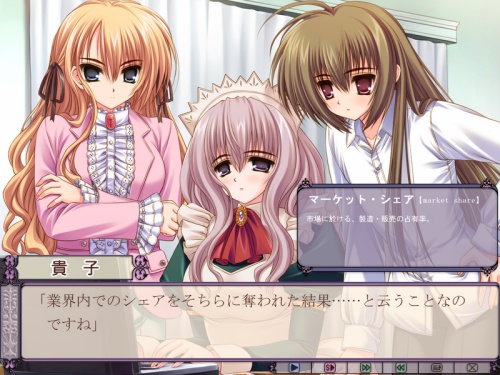 マーケット・シェア【market share】
市場に於ける、製造・販売の占有率。
貴子
「業界内でのシェアをそちらに奪われた結果……と云うことなの
ですね」